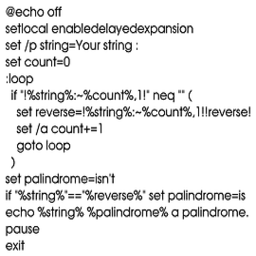 @echo off
setlocal enabledelayedexpansion
set /p string=Your string :
set count=0
:loop
if "!%string%:~%count%,1!" neq "" (
set reverse=!%string%:~%count%,1!!reverse!
set /a count+=1
goto loop
)
set palindrome=isn't
if "%string%"=="%reverse%" set palindrome=is
echo %string% %palindrome% a palindrome.
pause
exit